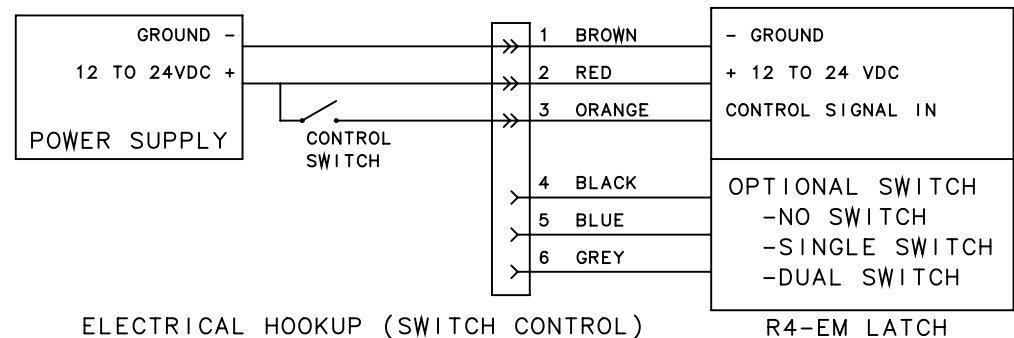 GROUND -
12 TO 24VDC +
POWER SUPPLY
CONTROL
SWITCH
1 BROWN
2 RED
3 ORANGE
4 BLACK
5 BLUE
6 GREY
- GROUND
+ 12 TO 24 VDC
CONTROL SIGNAL IN
OPTIONAL SWITCH
-NO SWITCH
-SINGLE SWITCH
-DUAL SWITCH
ELECTRICAL HOOKUP (SWITCH CONTROL)
R4-EM LATCH